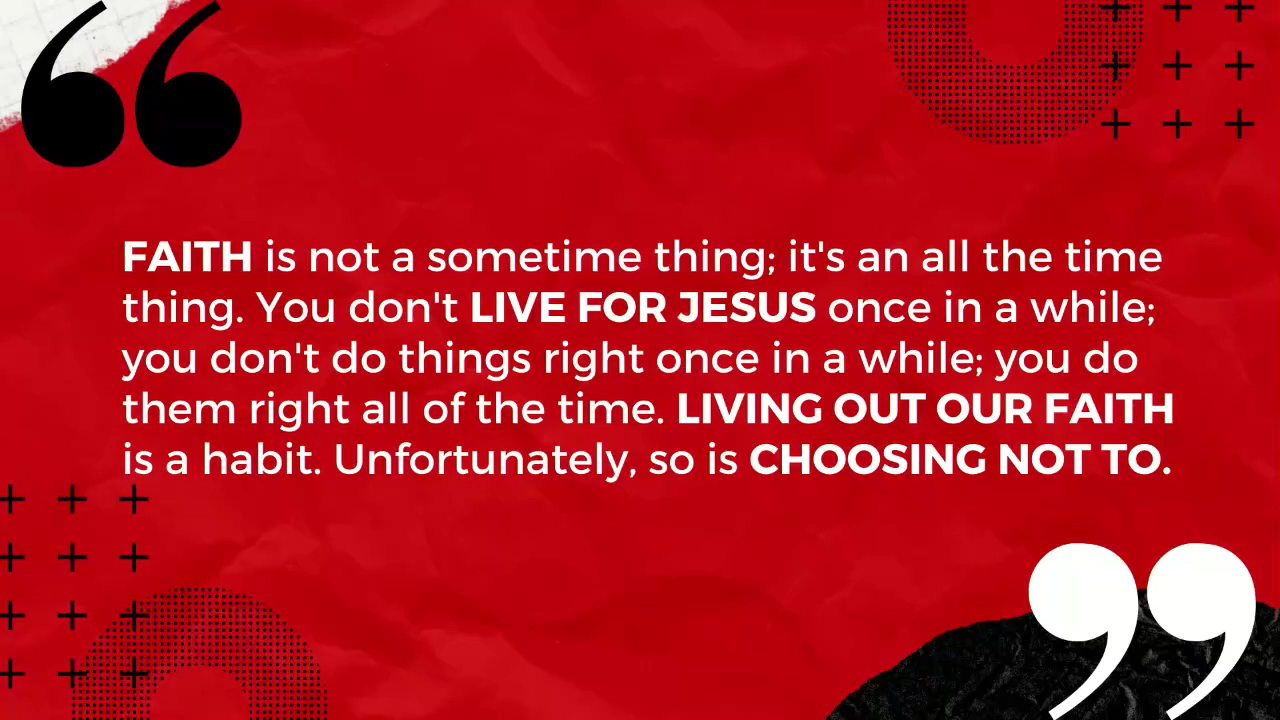 FAITH is not a sometime thing; it's an all the time
thing. You don't LIVE FOR JESUS once in a while;
you don't do things right once in a while; you do
them right all of the time. LIVING OUT OUR FAITH
is a habit. Unfortunately, so is CHOOSING NOT TO.